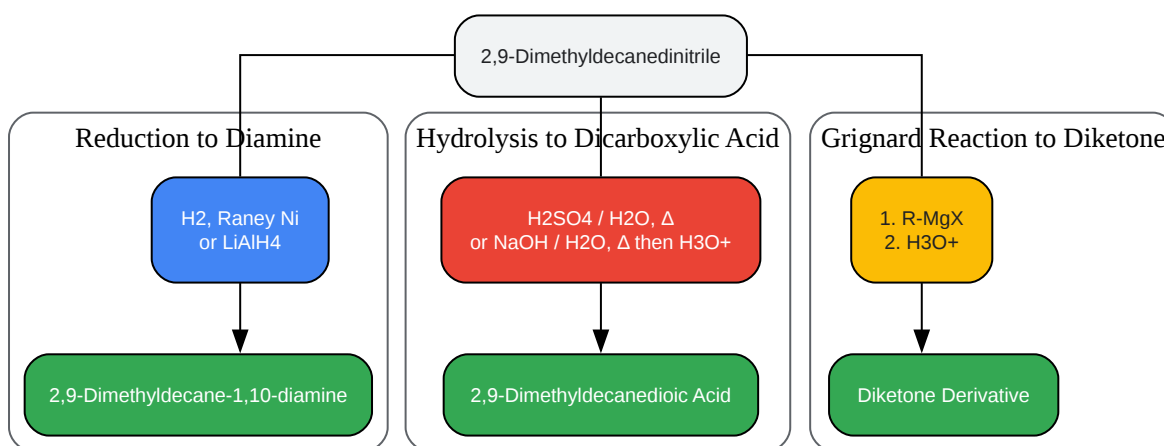 2,9-Dimethyldecanedinitrile
Reduction to Diamine
H2, Raney Ni
or LiAlH4
2,9-Dimethyldecane-1,10-diamine
Hydrolysis to Dicarboxylic Acid
H2SO4 / H2O, Δ
or NaOH / H2O, Δ then H3O+
2,9-Dimethyldecanedioic Acid
Grignard Reaction to Diketone
1. R-MgX
2. H3O+
Diketone Derivative